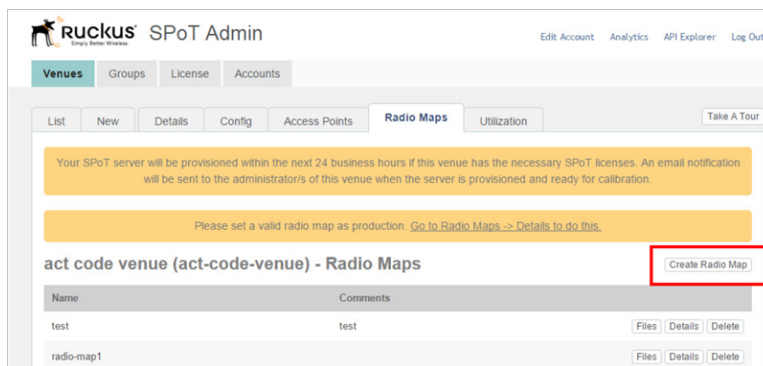 Ruckus SPoT Admin
Simply Better Wireless.
Edit Account Analytics API Explorer Log Out
Venues Groups License Accounts
List New Details Config Access Points Radio Maps Utilization Take A Tour
Your SPoT server will be provisioned within the next 24 business hours if this venue has the necessary SPoT licenses. An email notification
will be sent to the administrator/s of this venue when the server is provisioned and ready for calibration.
Please set a valid radio map as production. Go to Radio Maps -> Details to do this.
act code venue (act-code-venue) - Radio Maps Create Radio Map
Name Comments
test test Files Details Delete
radio-map1 Files Details Delete